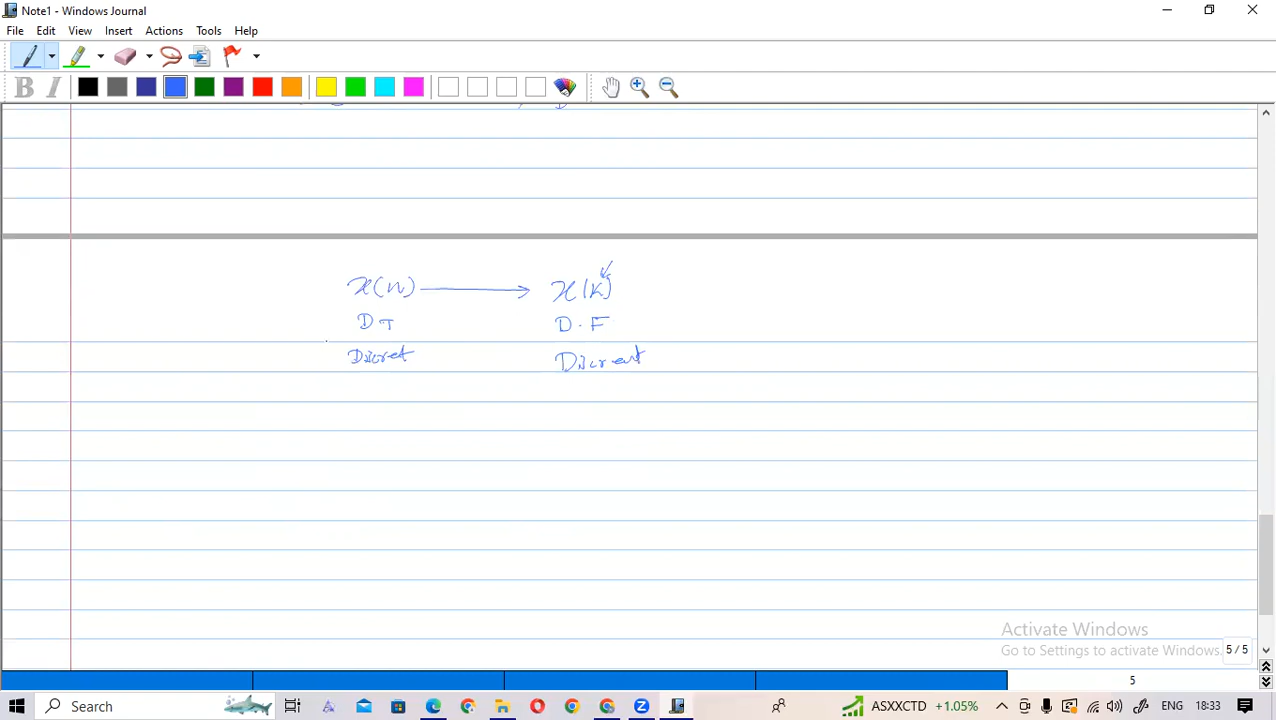 Note1 - Windows Journal
File Edit View Insert Actions Tools Help
B I
x(n) → X(K)
DT D.F
Discret Discreut
Activate Windows
Go to Settings to activate Windows.
5 / 5
5
Search
ASXXCTD +1.05%
ENG 18:33